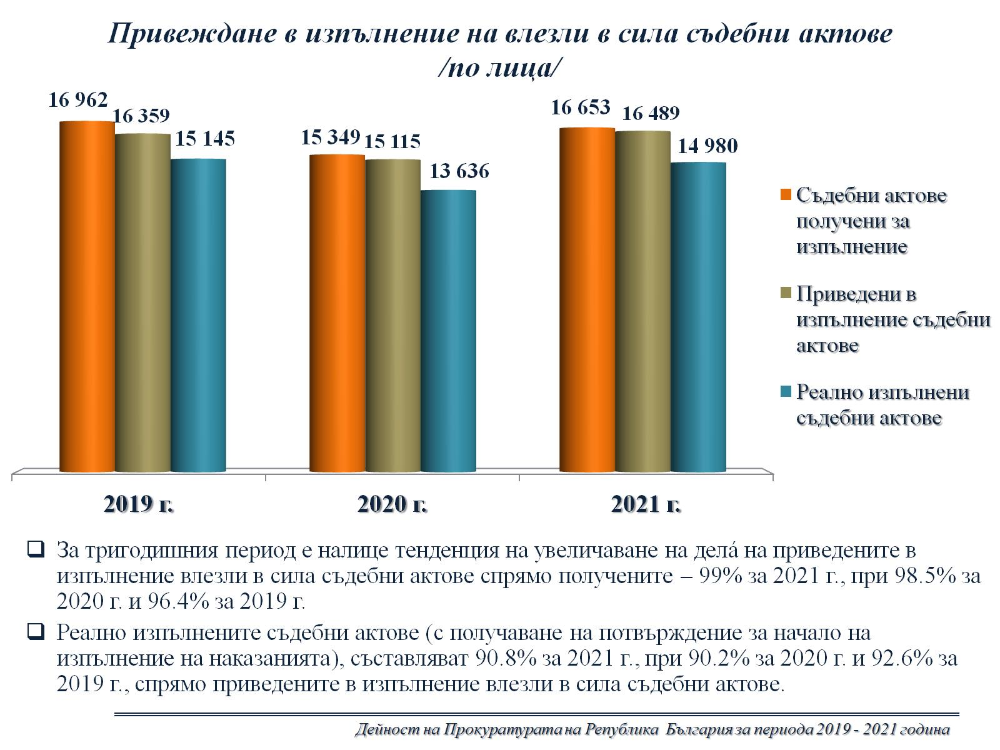 Привеждане в изпълнение на влезли в сила съдебни актове
/по лица/
16 962
16 359
15 145
15 349
15 115
13 636
16 653
16 489
14 980
Съдебни актове
получени за
изпълнение
Приведени в
изпълнение съдебни
актове
Реално изпълнени
съдебни актове
2019 г.
2020 г.
2021 г.
За тригодишния период е налице тенденция на увеличаване на дела́ на приведените в
изпълнение влезли в сила съдебни актове спрямо получените – 99% за 2021 г., при 98.5% за
2020 г. и 96.4% за 2019 г.
Реално изпълнените съдебни актове (с получаване на потвърждение за начало на
изпълнение на наказанията), съставляват 90.8% за 2021 г., при 90.2% за 2020 г. и 92.6% за
2019 г., спрямо приведените в изпълнение влезли в сила съдебни актове.
Дейност на Прокуратурата на Република България за периода 2019 - 2021 година